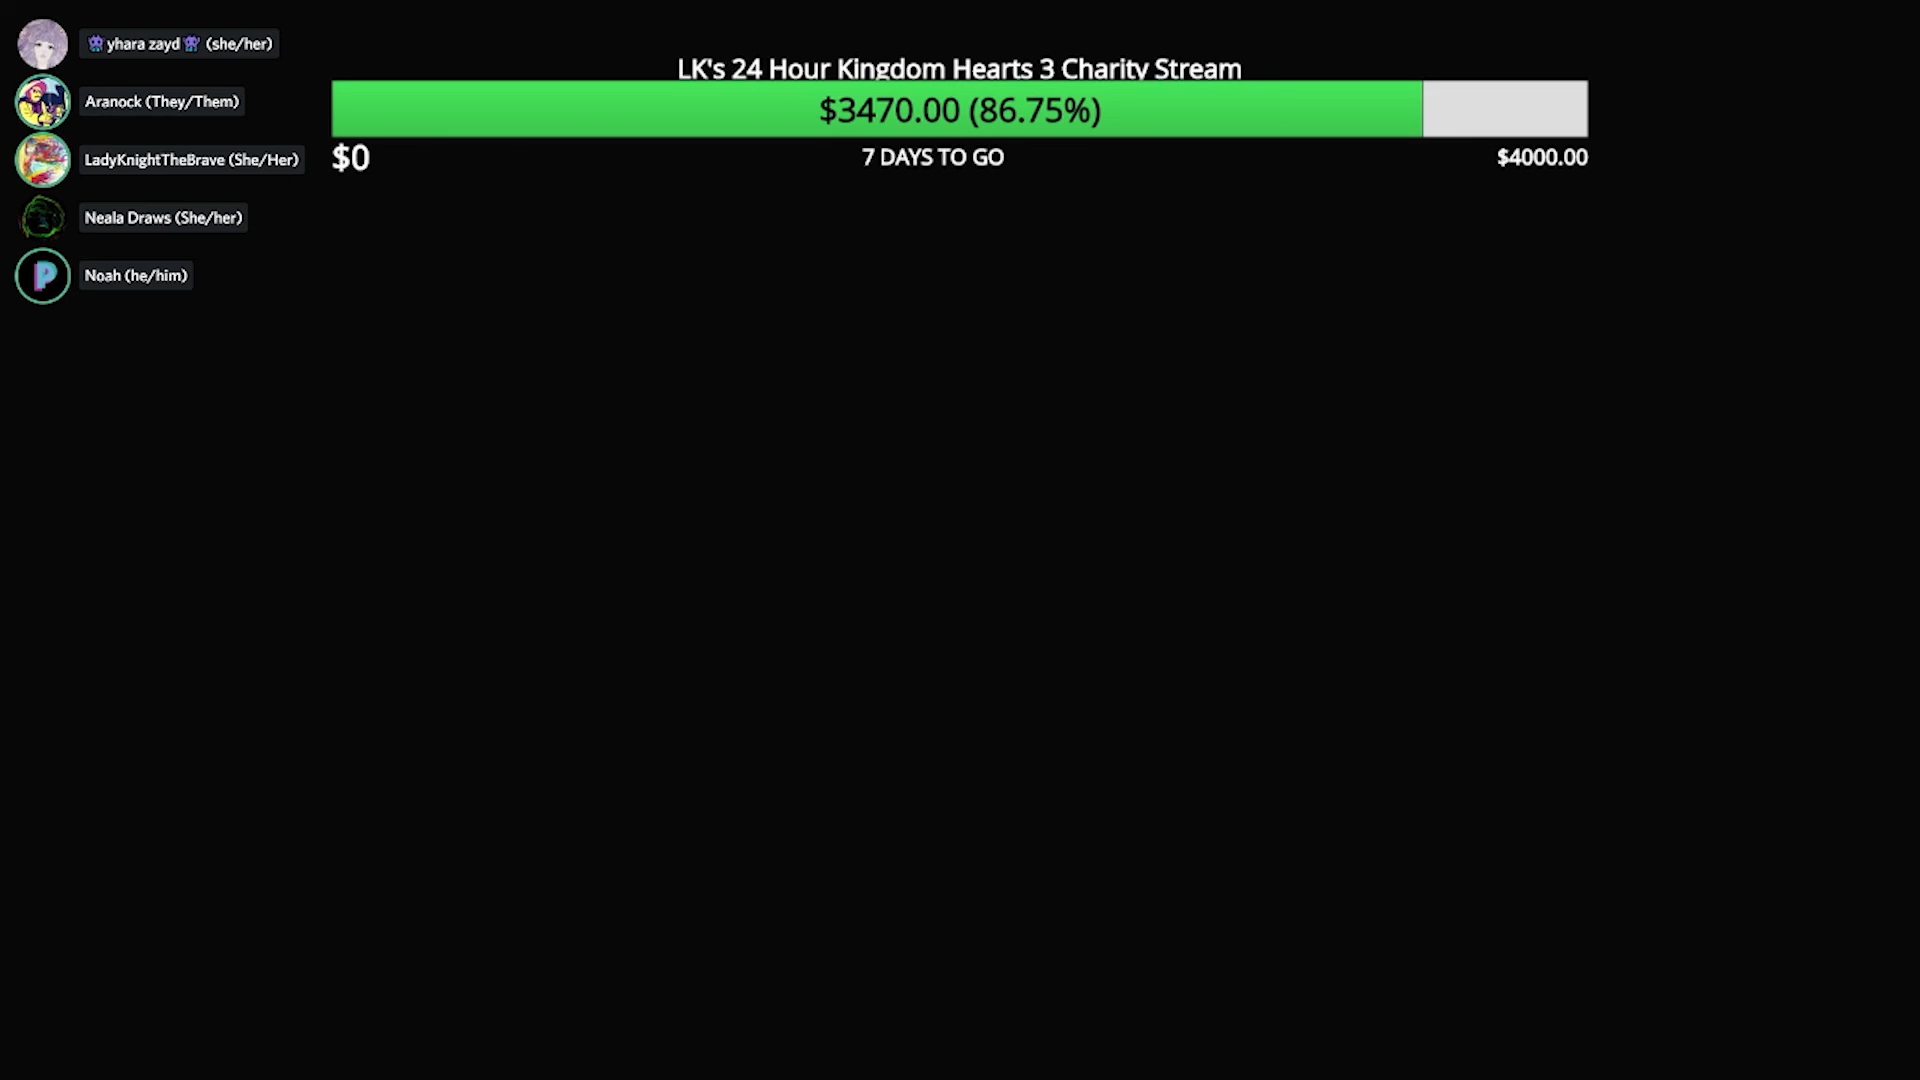 👾yhara zayd👾 (she/her)
Aranock (They/Them)
LadyKnightTheBrave (She/Her)
Neala Draws (She/her)
P
Noah (he/him)
LK's 24 Hour Kingdom Hearts 3 Charity Stream
$3470.00 (86.75%)
$0
7 DAYS TO GO
$4000.00